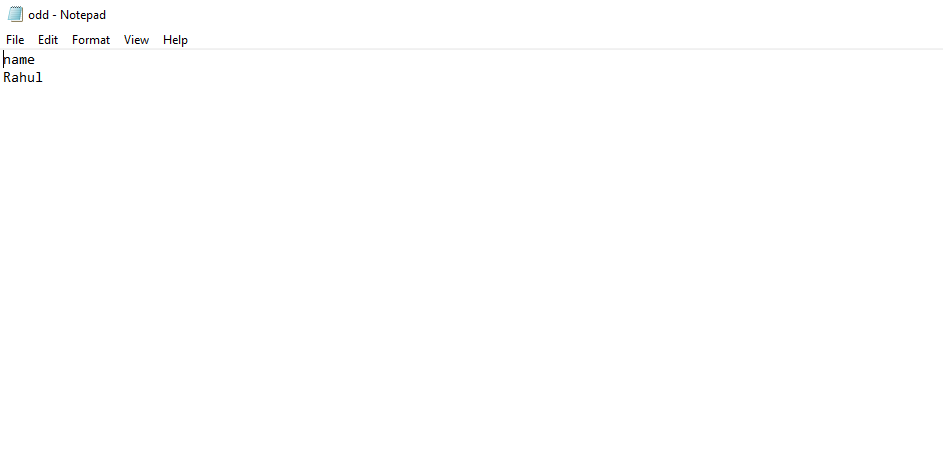 odd - Notepad
File Edit Format View Help
name
Rahul